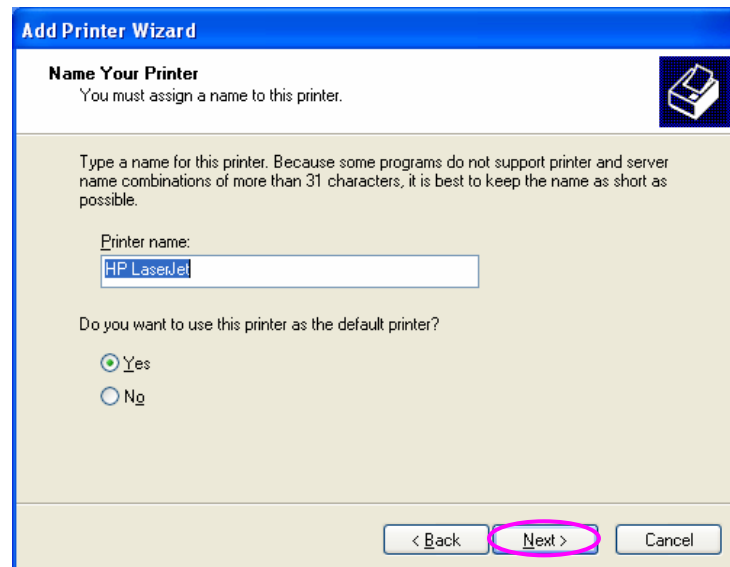 Add Printer Wizard
Name Your Printer
You must assign a name to this printer.
Type a name for this printer. Because some programs do not support printer and server
name combinations of more than 31 characters, it is best to keep the name as short as
possible.
Printer name:
HP LaserJet
Do you want to use this printer as the default printer?
Yes
No
< Back Next > Cancel